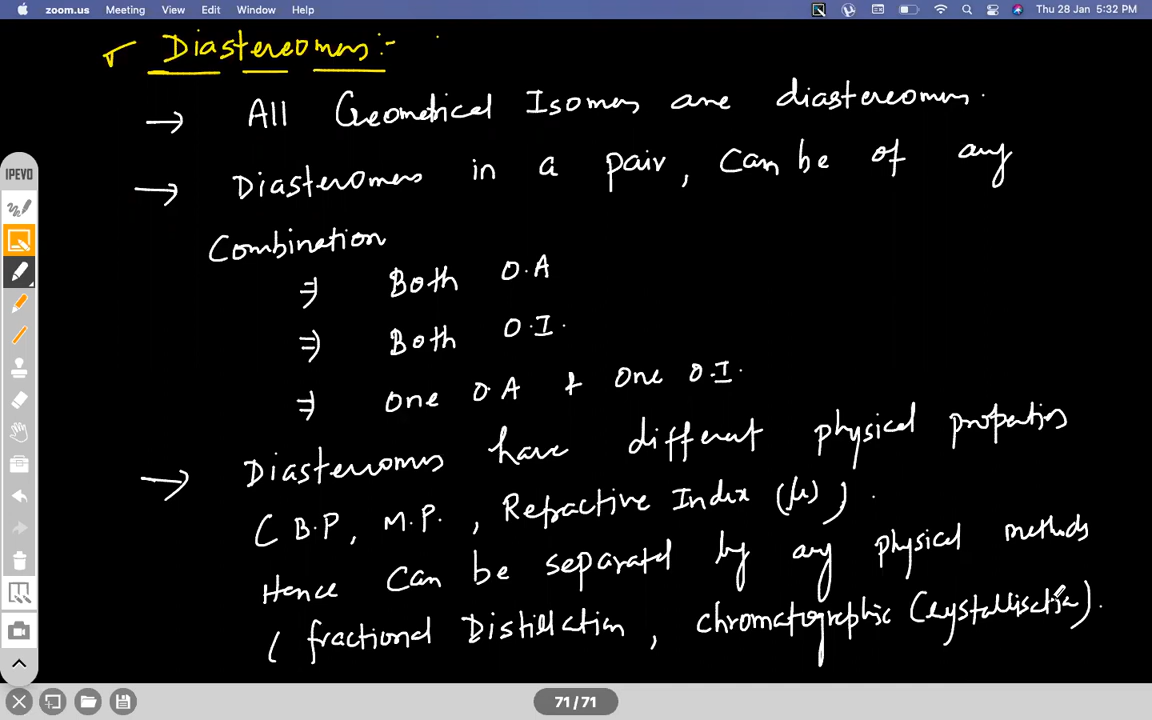 zoom.us Meeting View Edit Window Help Thu 28 Jan 5:32 PM
Diastereomers :-
→ All Geometrical Isomers are diastereomers.
IPEVO
→ Diasteromers in a pair, Can be of any
Combination
⇒ Both O.A
⇒ Both O.I.
⇒ One O.A & One O.I.
→ Diastereomers have different physical properties
( B.P, M.P. , Refractive Index (μ) ) .
Hence Can be separated by any physical methods
( fractional Distillation , chromatographic Crystallisation ) .
71 / 71